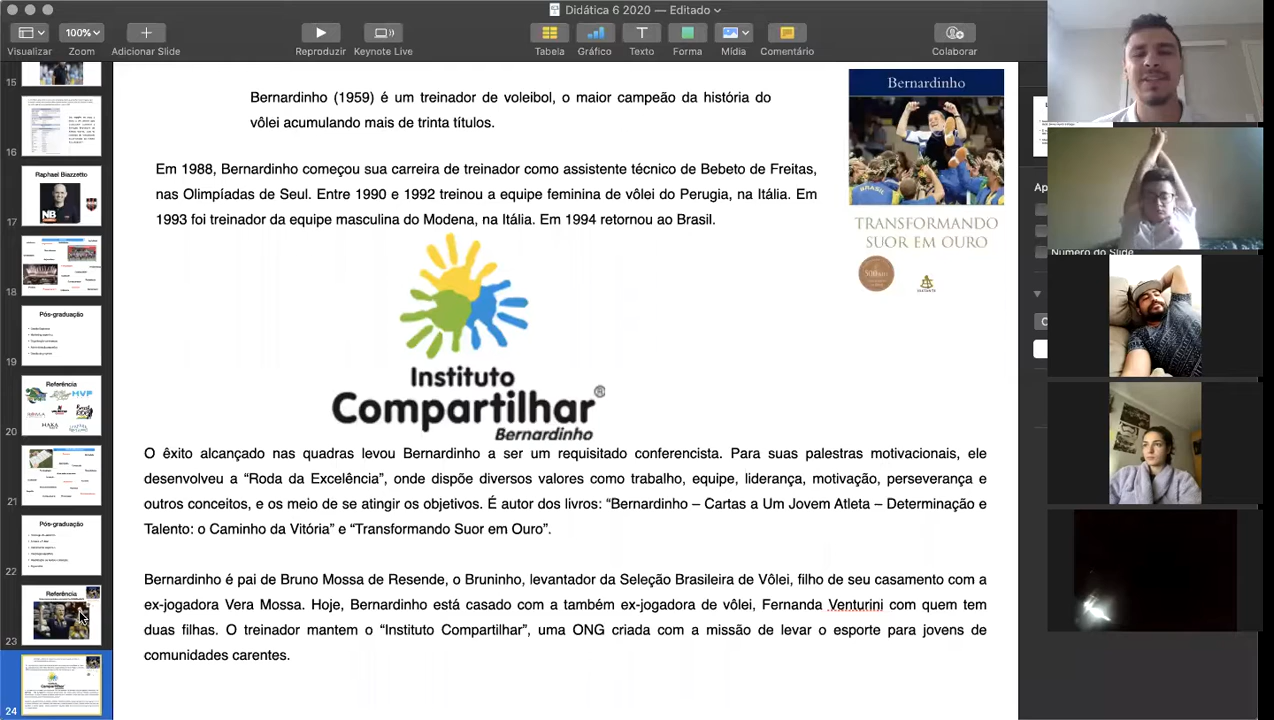 Didática 6 2020 — Editado
100%
Visualizar
Zoom
Adicionar Slide
Reproduzir
Keynote Live
Tabela
Gráfico
Texto
Forma
Mídia
Comentário
Colaborar
15
16
Raphael Biazzetto
NB
17
18
Pós-graduação
19
Referência
MVP
20
21
Pós-graduação
22
Referência
23
24
Bernardinho (1959) é um treinador de voleibol, o maior campeão da história do
vôlei acumulando mais de trinta títulos.
Em 1988, Bernardinho começou sua carreira de treinador como assistente técnico de Bebeto de Freitas,
nas Olimpíadas de Seul. Entre 1990 e 1992 treinou a equipe feminina de vôlei do Perugia, na Itália. Em
1993 foi treinador da equipe masculina do Modena, na Itália. Em 1994 retornou ao Brasil.
Bernardinho
BRASIL
TRANSFORMANDO
SUOR EM OURO
SEXTANTE
Instituto
Compartilhar®
Bernardinho
O êxito alcançado nas quadras levou Bernardinho a ser um requisitado conferencista. Para suas palestras motivacionais, ele
desenvolveu a “Roda da Excelência”, onde dispõe diversos valores como trabalho, equipe, liderança, motivação, perseverança e
outros conceitos, e os meio de se atingir os objetivos. É autor dos livros: “Bernardinho – Cartas a Um Jovem Atleta – Determinação e
Talento: o Caminho da Vitória” e “Transformando Suor em Ouro”.
Bernardinho é pai de Bruno Mossa de Resende, o Bruninho, levantador da Seleção Brasileira de Vôlei, filho de seu casamento com a
ex-jogadora Vera Mossa. Hoje, Bernardinho está casado com a também ex-jogadora de vôlei, Fernanda Venturini com quem tem
duas filhas. O treinador mantem o “Instituto Compartilhar”, uma ONG criada com a missão de levar o esporte para jovens de
comunidades carentes.
Ap
Número do Slide